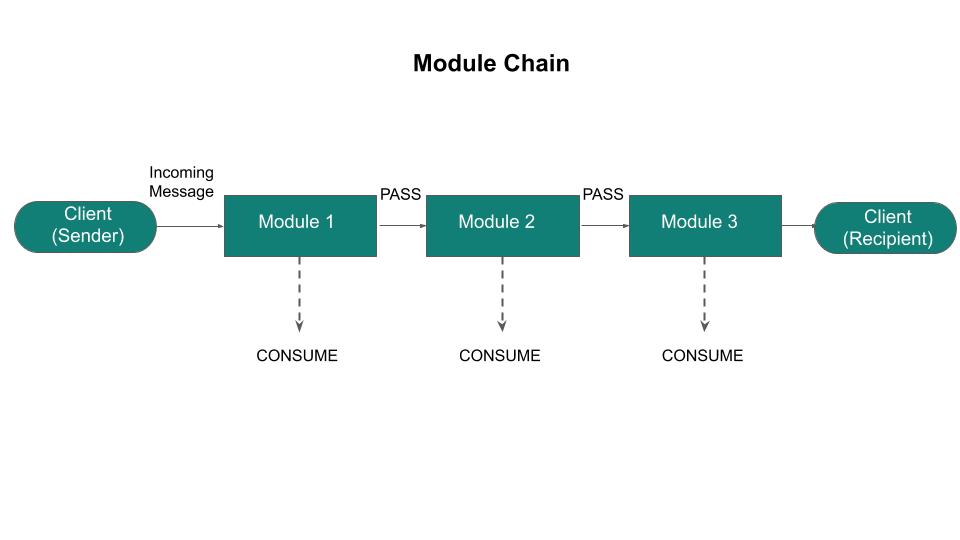 Module Chain
Incoming
Message
Client
(Sender)
Module 1
PASS
Module 2
PASS
Module 3
Client
(Recipient)
CONSUME
CONSUME
CONSUME